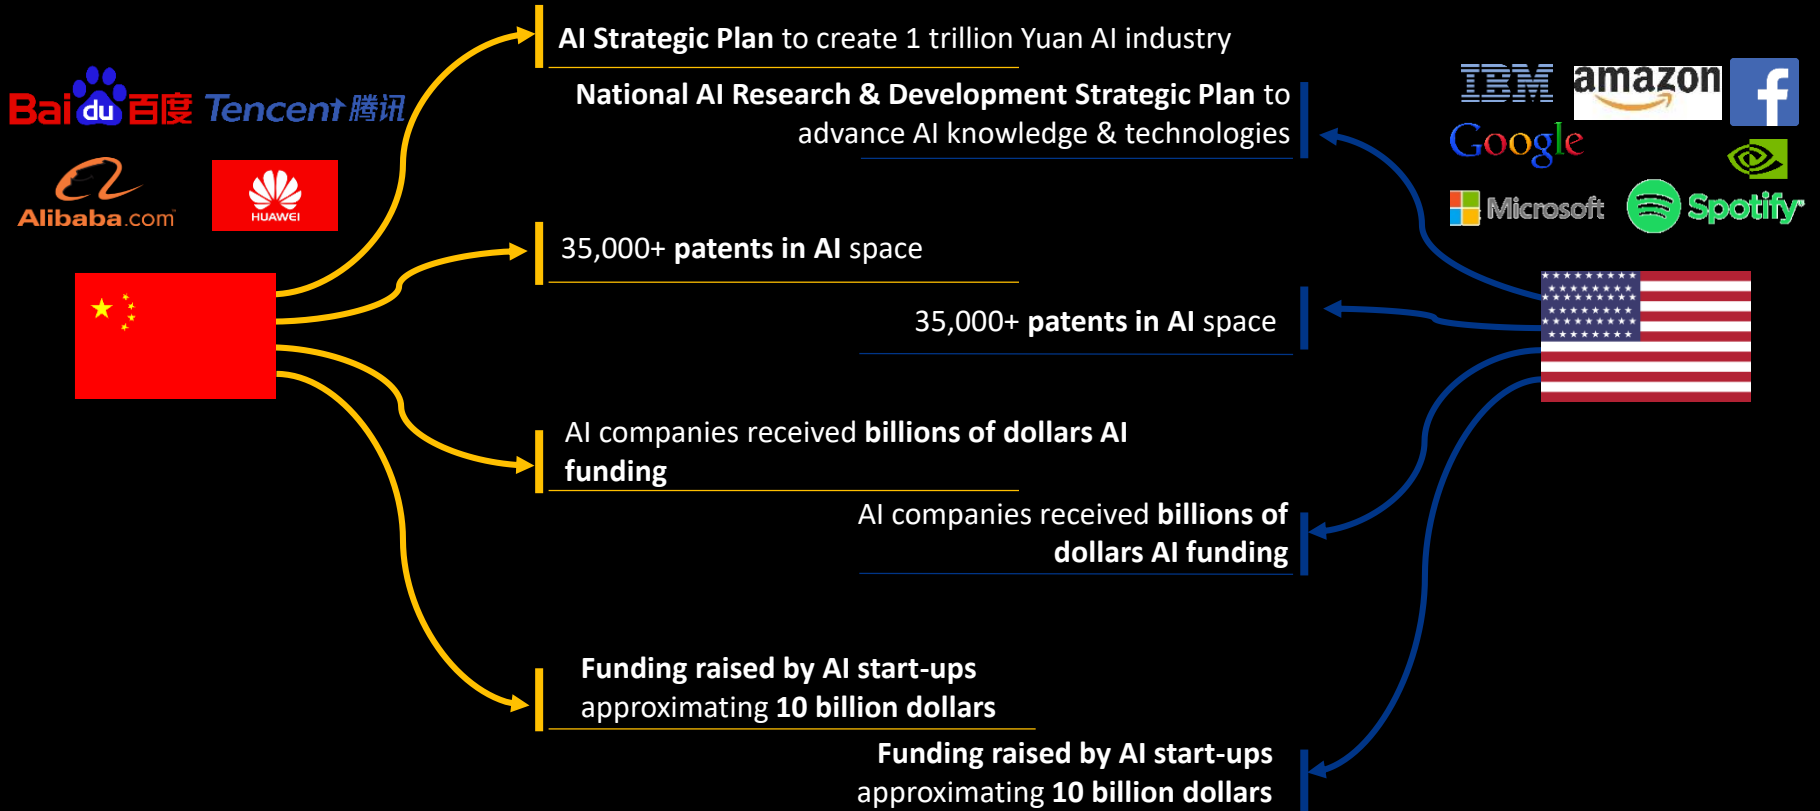 AI Strategic Plan to create 1 trillion Yuan AI industry
Baidu百度 Tencent腾讯
Alibaba.com
HUAWEI
National AI Research & Development Strategic Plan to
advance AI knowledge & technologies
IBM amazon f
Google
Microsoft Spotify
35,000+ patents in AI space
35,000+ patents in AI space
AI companies received billions of dollars AI
funding
AI companies received billions of
dollars AI funding
Funding raised by AI start-ups
approximating 10 billion dollars
Funding raised by AI start-ups
approximating 10 billion dollars